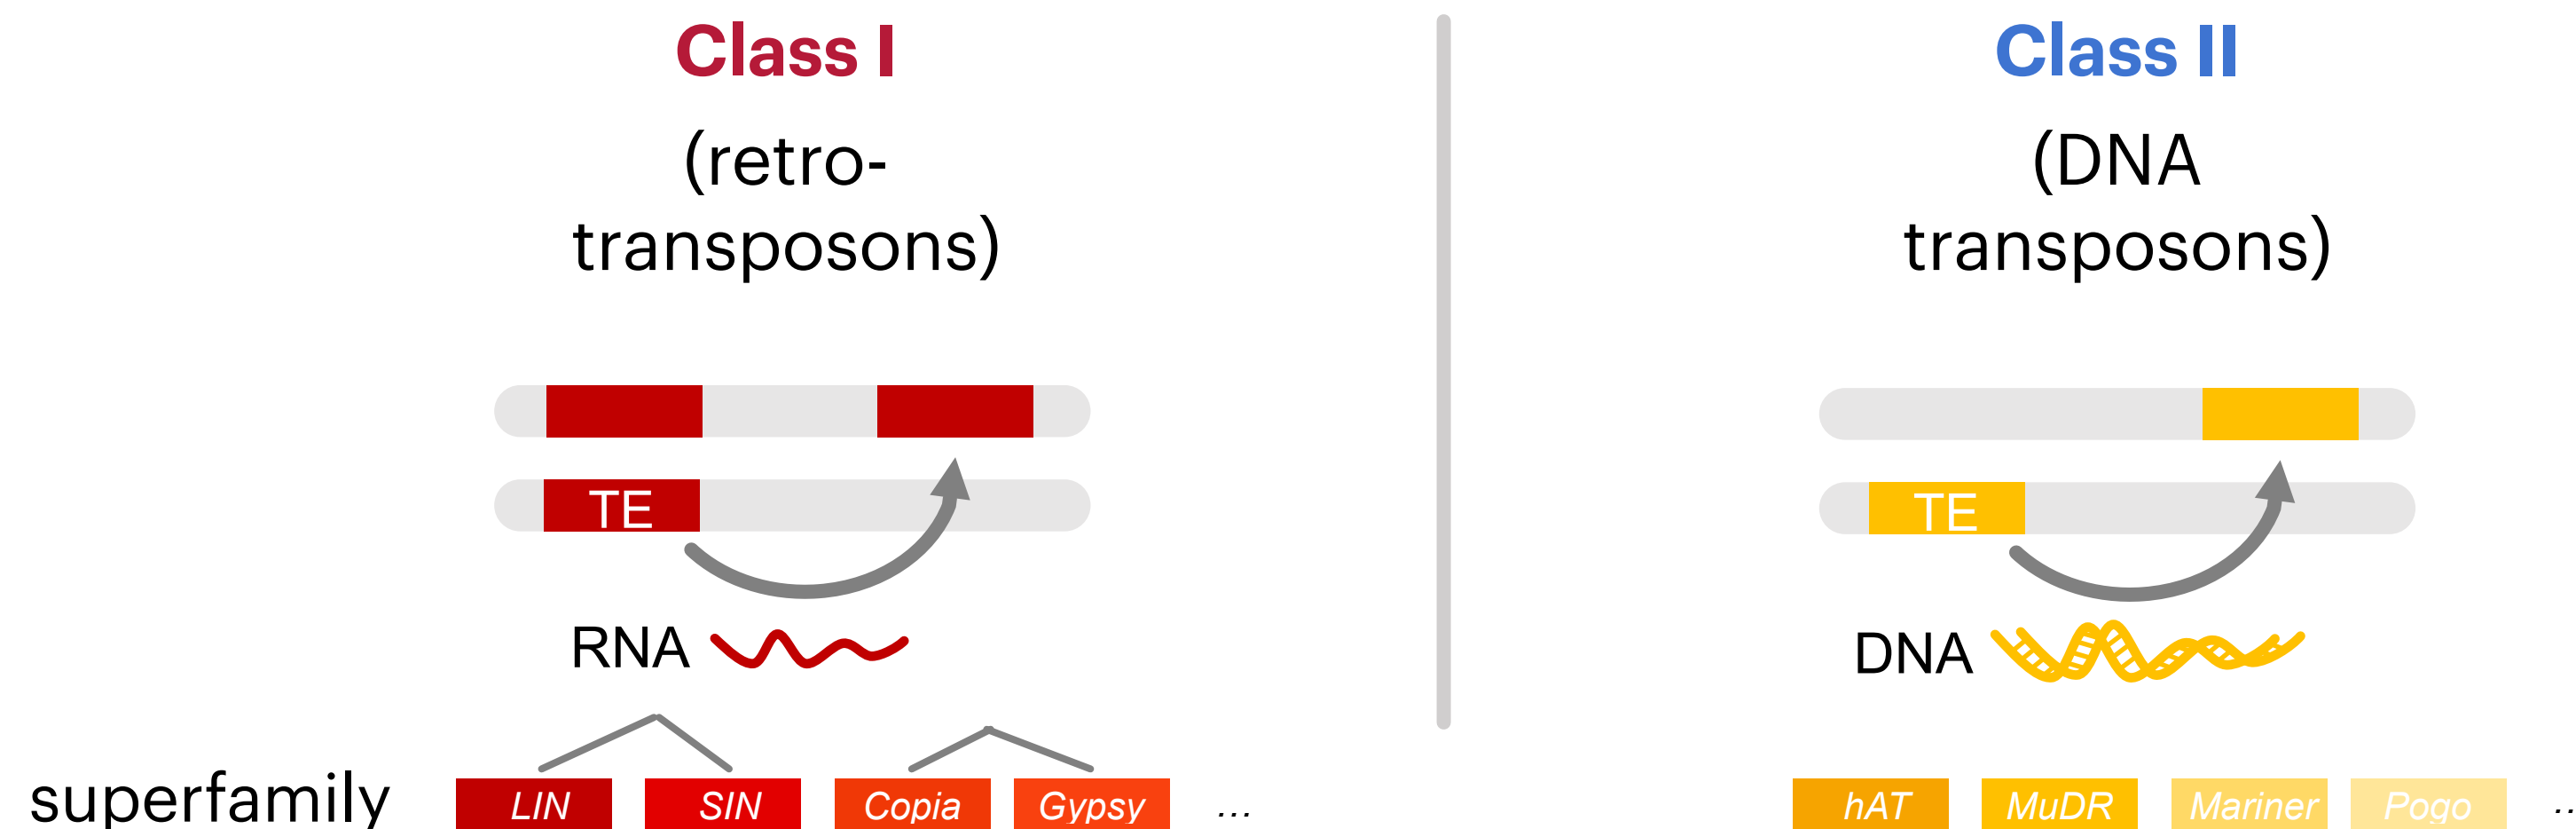 Class I
(retro-
transposons)
TE
RNA
Class II
(DNA
transposons)
TE
DNA
superfamily
LIN SIN Copia Gypsy ...
hAT MuDR Mariner Pogo ..